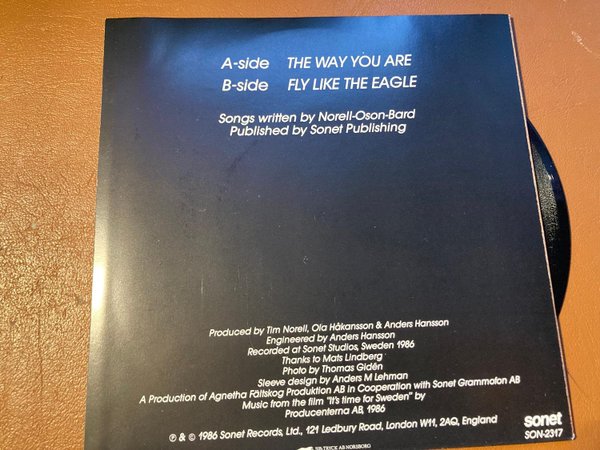 A-side THE WAY YOU ARE
B-side FLY LIKE THE EAGLE
Songs written by Norell-Oson-Bard
Published by Sonet Publishing
Produced by Tim Norell, Ola Håkansson & Anders Hansson
Engineered by Anders Hansson
Recorded at Sonet Studios, Sweden 1986
Thanks to Mats Lindberg
Photo by Thomas Gidén
Sleeve design by Anders M Lehman
A Production of Agnetha Fältskog Produktion AB in Cooperation with Sonet Grammofon AB
Music from the film "It's time for Sweden" by
Producenterna AB, 1986
℗ & © 1986 Sonet Records, Ltd., 121 Ledbury Road, London W11, 2AQ, England
sonet
SON-2317
TRYCK AB NORSBORG